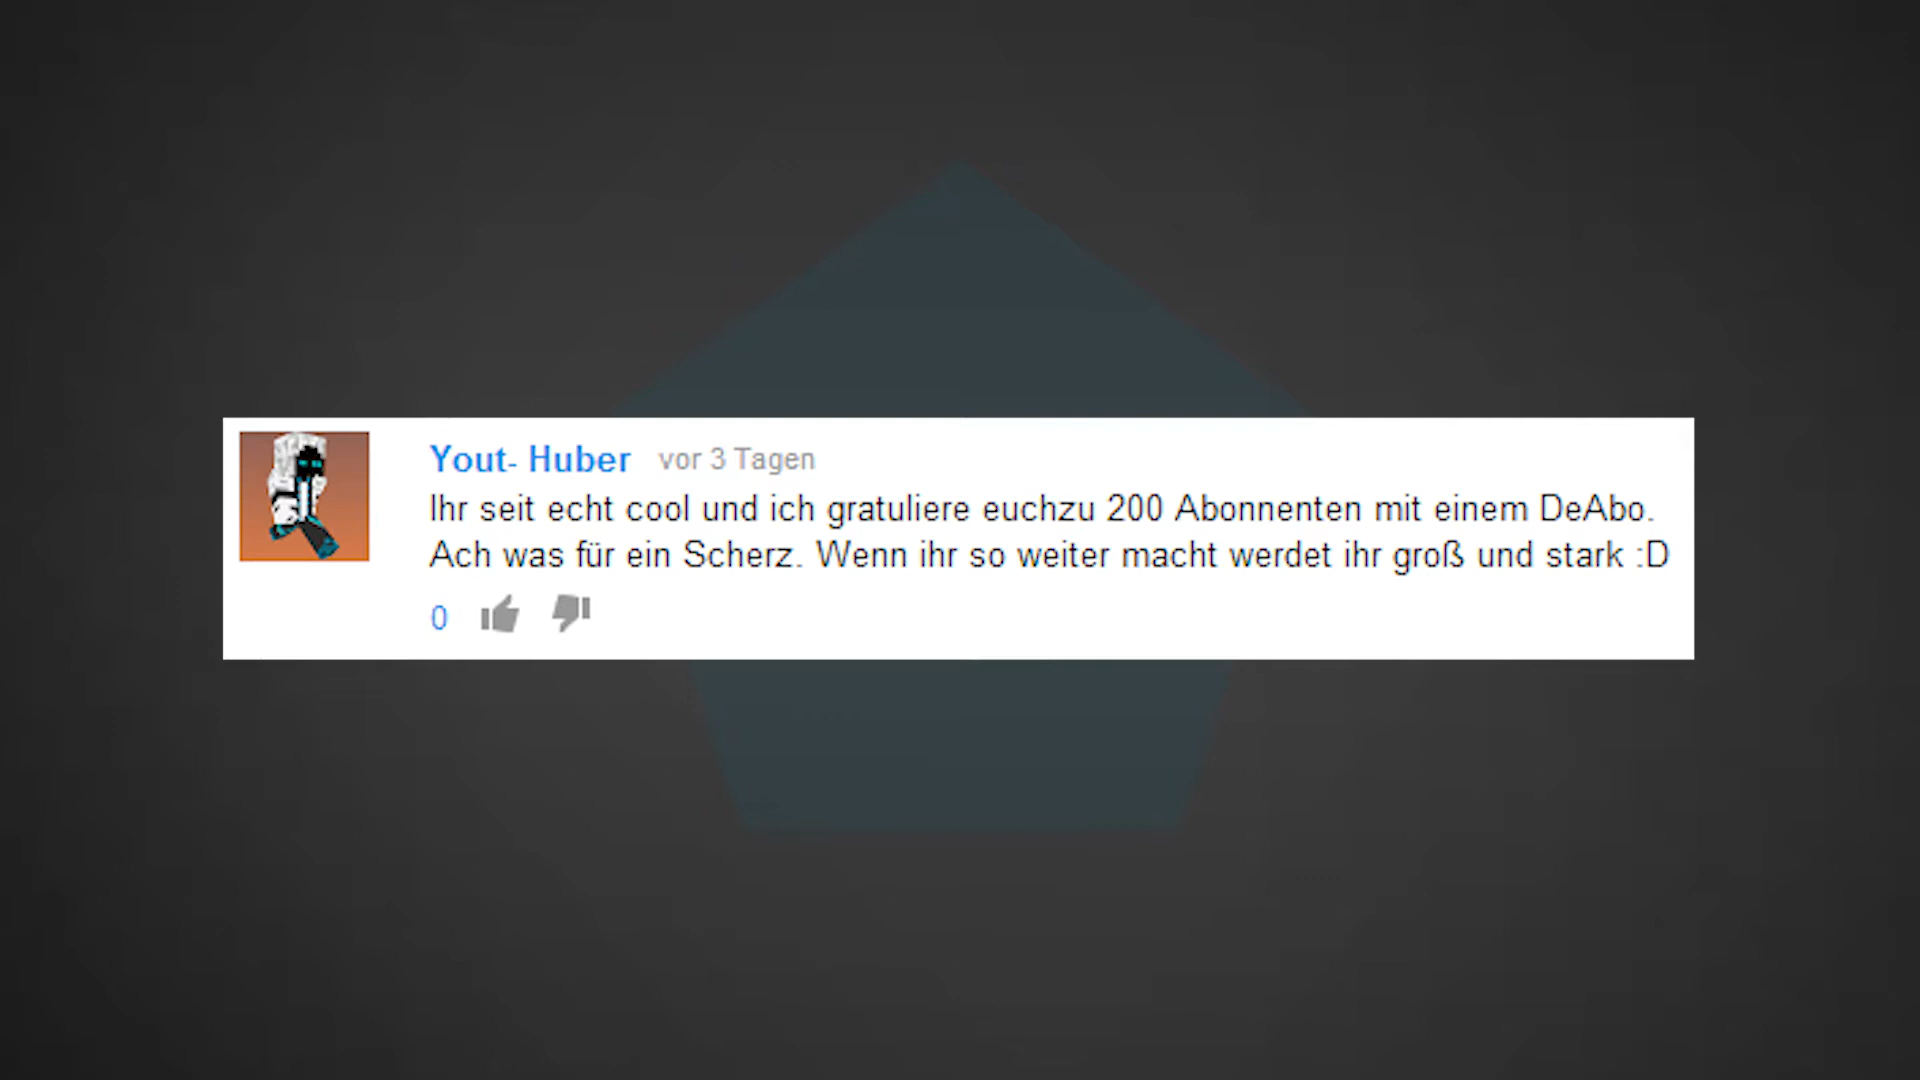 Yout- Huber vor 3 Tagen
Ihr seit echt cool und ich gratuliere euchzu 200 Abonnenten mit einem DeAbo.
Ach was für ein Scherz. Wenn ihr so weiter macht werdet ihr groß und stark :D
0